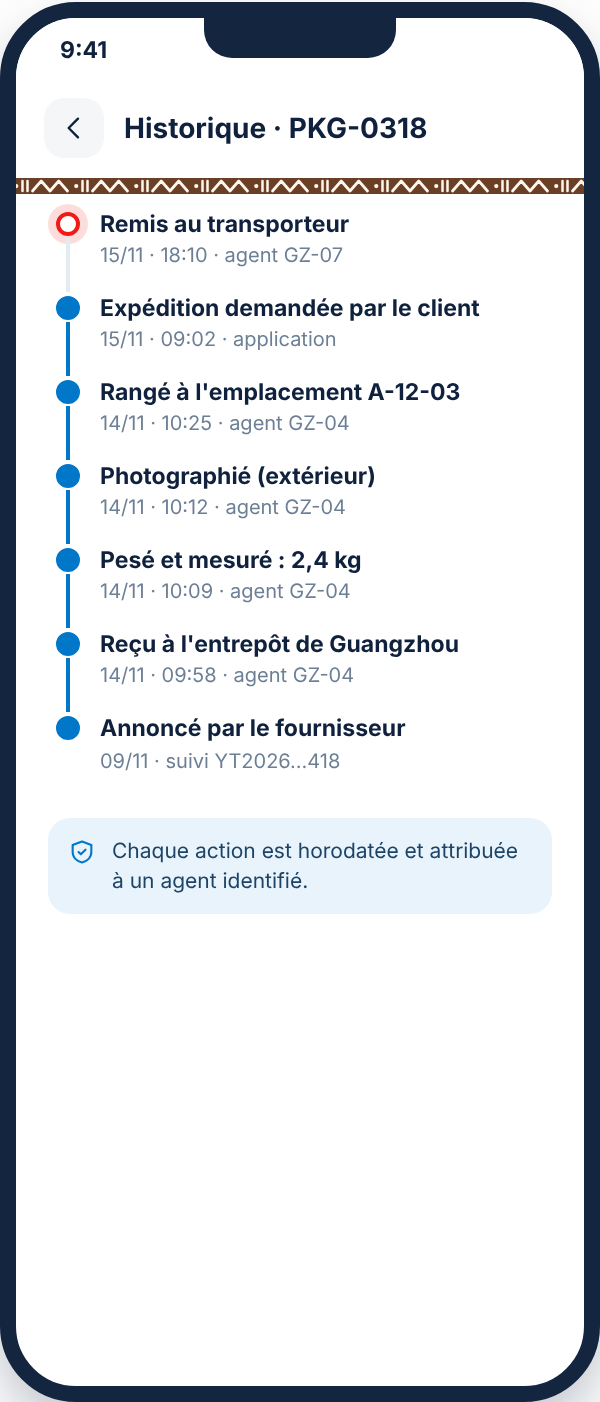 9:41
Historique · PKG-0318
Remis au transporteur
15/11 · 18:10 · agent GZ-07
Expédition demandée par le client
15/11 · 09:02 · application
Rangé à l'emplacement A-12-03
14/11 · 10:25 · agent GZ-04
Photographié (extérieur)
14/11 · 10:12 · agent GZ-04
Pesé et mesuré : 2,4 kg
14/11 · 10:09 · agent GZ-04
Reçu à l'entrepôt de Guangzhou
14/11 · 09:58 · agent GZ-04
Annoncé par le fournisseur
09/11 · suivi YT2026…418
Chaque action est horodatée et attribuée
à un agent identifié.